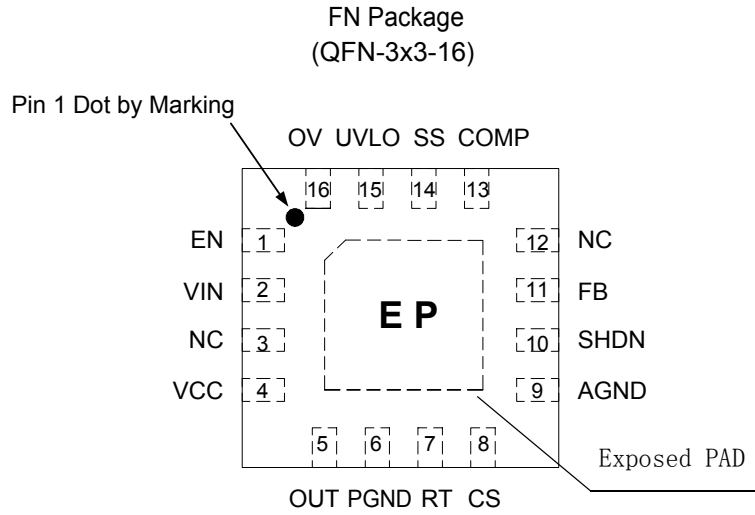 FN Package
(QFN-3x3-16)
Pin 1 Dot by Marking
OV UVLO SS COMP
16 15 14 13
EN 1 12 NC
VIN 2 11 FB
E P
NC 3 10 SHDN
VCC 4 9 AGND
5 6 7 8
Exposed PAD
OUT PGND RT CS